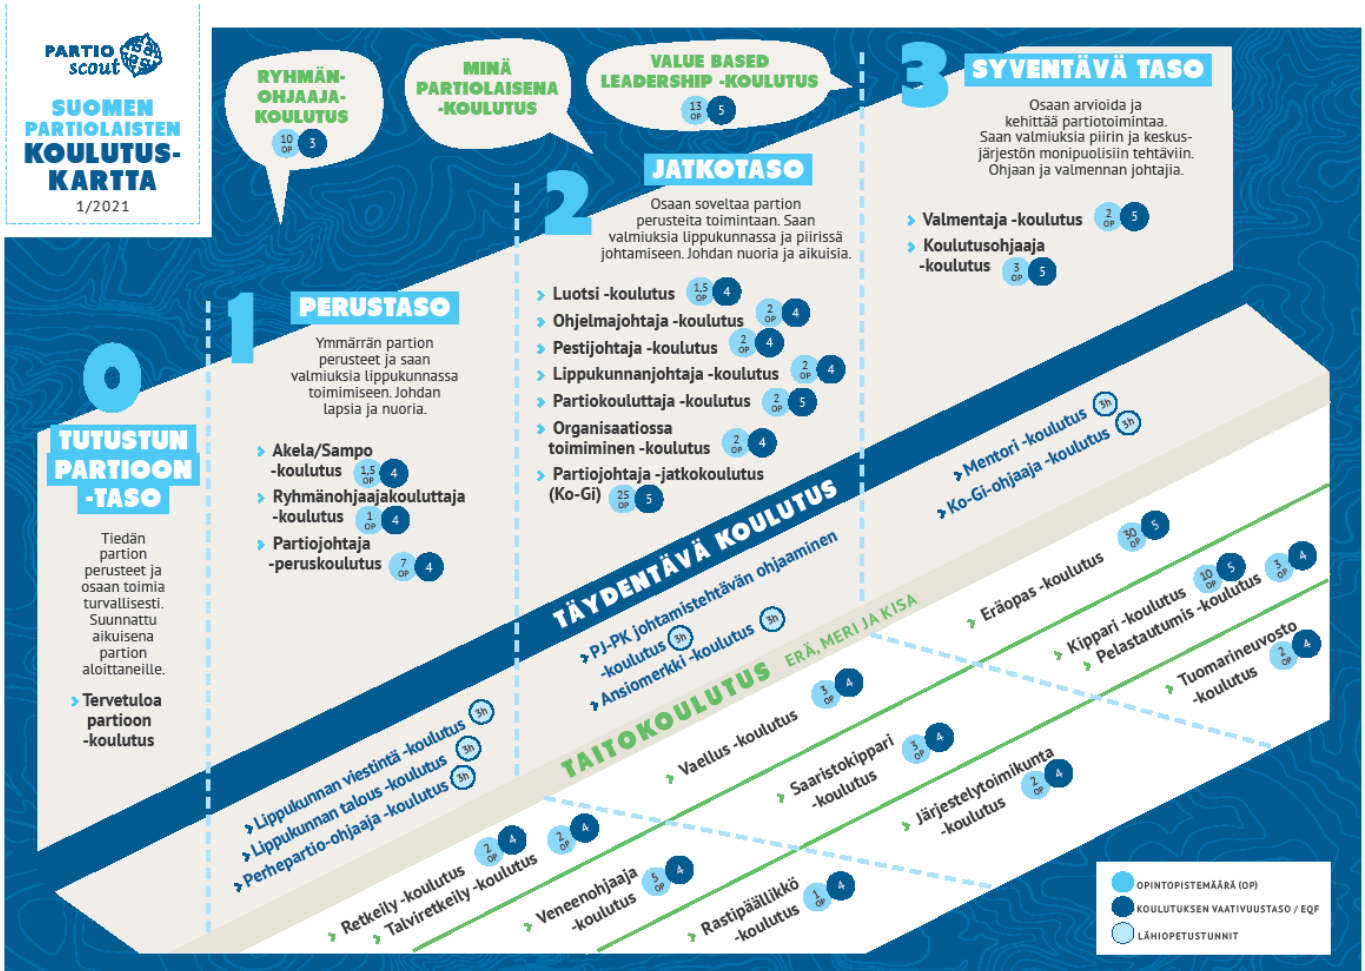 PARTIO
scout
SUOMEN
PARTIOLAISTEN
KOULUTUS-
KARTTA
1/2021
RYHMÄN-
OHJAAJA-
KOULUTUS
10 OP 3
MINÄ
PARTIOLAISENA
-KOULUTUS
VALUE BASED
LEADERSHIP -KOULUTUS
13 OP 5
0
TUTUSTUN
PARTIOON
-TASO
Tiedän
partion
perusteet ja
osaan toimia
turvallisesti.
Suunnattu
aikuisena
partion
aloittaneille.
Tervetuloa
partioon
-koulutus
1
PERUSTASO
Ymmärrän partion
perusteet ja saan
valmiuksia lippukunnassa
toimimiseen. Johdan
lapsia ja nuoria.
Akela/Sampo
-koulutus 1,5 OP 4
Ryhmänohjaajakouluttaja
-koulutus 1 OP 4
Partiojohtaja
-peruskoulutus 7 OP 4
2
JATKOTASO
Osaan soveltaa partion
perusteita toimintaan. Saan
valmiuksia lippukunnassa ja piirissä
johtamiseen. Johdan nuoria ja aikuisia.
Luotsi -koulutus 1,5 OP 4
Ohjelmajohtaja -koulutus 2 OP 4
Pestijohtaja -koulutus 2 OP 4
Lippukunnanjohtaja -koulutus 2 OP 4
Partiokouluttaja -koulutus 2 OP 5
Organisaatiossa
toimiminen -koulutus 2 OP 4
Partiojohtaja -jatkokoulutus
(Ko-Gi) 25 OP 5
3
SYVENTÄVÄ TASO
Osaan arvioida ja
kehittää partiotoimintaa.
Saan valmiuksia piirin ja keskus-
järjestön monipuolisiin tehtäviin.
Ohjaan ja valmennan johtajia.
Valmentaja -koulutus 2 OP 5
Koulutusohjaaja
-koulutus 3 OP 5
TÄYDENTÄVÄ KOULUTUS
Lippukunnan viestintä -koulutus 3h
Lippukunnan talous -koulutus 3h
Perhepartio-ohjaaja -koulutus 3h
PJ-PK johtamistehtävän ohjaaminen
-koulutus 3h
Ansiomerkki -koulutus 3h
Mentori -koulutus 3h
Ko-Gi-ohjaaja -koulutus 3h
TAITOKOULUTUS ERÄ, MERI JA KISA
Retkeily -koulutus 2 OP 4
Talviretkeily -koulutus 2 OP 4
Vaellus -koulutus 3 OP 4
Eräopas -koulutus 30 OP 5
Veneenohjaaja
-koulutus 5 OP 4
Saaristokippari
-koulutus 3 OP 4
Kippari -koulutus 10 OP 5
Pelastautumis -koulutus 3 OP 4
Rastipäällikkö
-koulutus 1 OP 4
Järjestelytoimikunta
-koulutus 2 OP 4
Tuomarineuvosto
-koulutus 2 OP 4
OPINTOPISTEMÄÄRÄ (OP)
KOULUTUKSEN VAATIVUUSTASO / EQF
LÄHIOPETUSTUNNIT